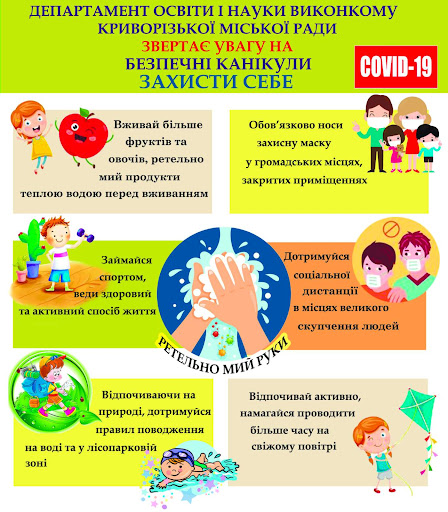 ДЕПАРТАМЕНТ ОСВІТИ І НАУКИ ВИКОНКОМУ
КРИВОРІЗЬКОЇ МІСЬКОЇ РАДИ
ЗВЕРТАЄ УВАГУ НА
БЕЗПЕЧНІ КАНІКУЛИ
ЗАХИСТИ СЕБЕ
COVID-19
Вживай більше
фруктів та
овочів, ретельно
мий продукти
теплою водою перед вживанням
Обов'язково носи
захисну маску
у громадських місцях,
закритих приміщеннях
Займайся
спортом,
веди здоровий
та активний спосіб життя
Дотримуйся
соціальної
дистанції
в місцях великого
скупчення людей
РЕТЕЛЬНО МИЙ РУКИ
Відпочиваючи на
природі, дотримуйся
правил поводження
на воді та у лісопарковій
зоні
Відпочивай активно,
намагайся проводити
більше часу на
свіжому повітрі